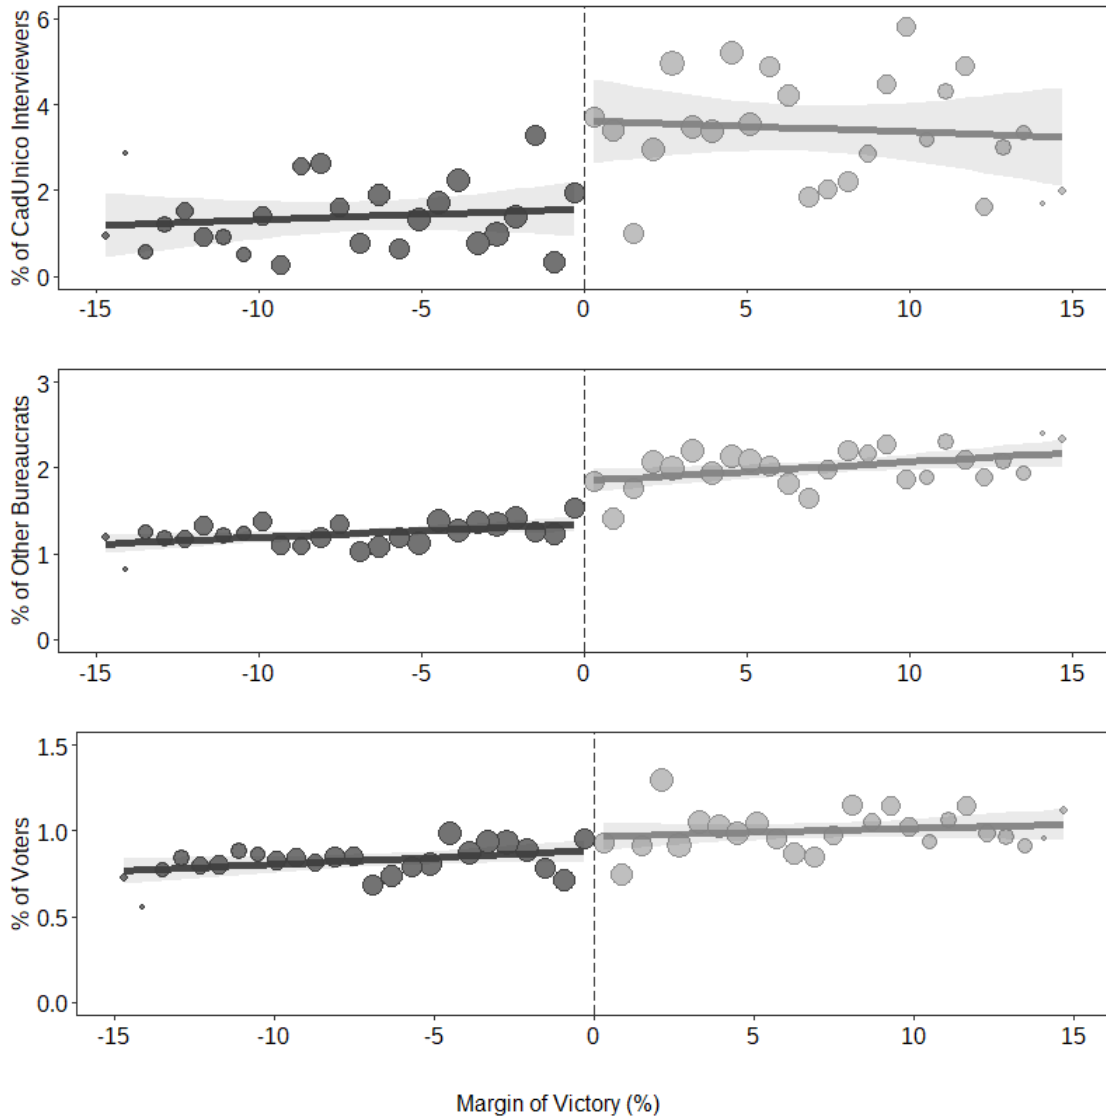 % of CadUnico Interviewers
6
4
2
0
-15 -10 -5 0 5 10 15
% of Other Bureaucrats
3
2
1
0
-15 -10 -5 0 5 10 15
% of Voters
1.5
1.0
0.5
0.0
-15 -10 -5 0 5 10 15
Margin of Victory (%)